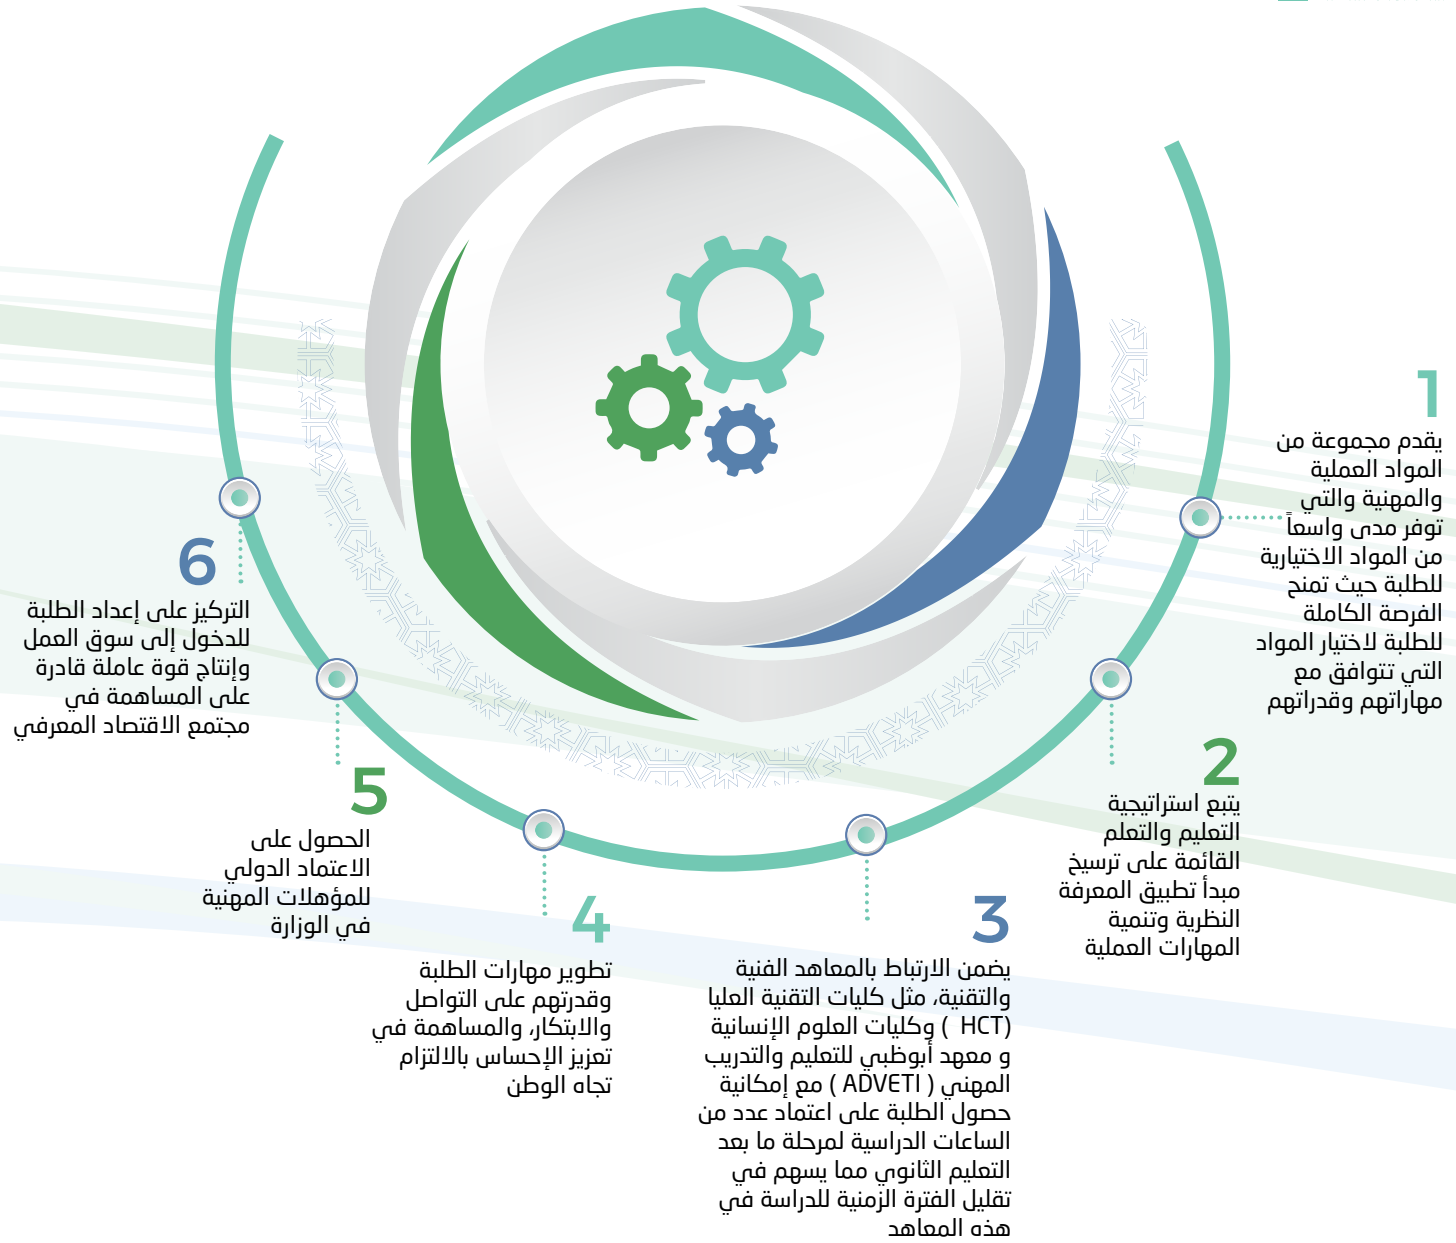 1
يقدم مجموعة من
المواد العملية
والمهنية والتي
توفر مدى واسعاً
من المواد الاختيارية
للطلبة حيث تمنح
الفرصة الكاملة
للطلبة لاختيار المواد
التي تتوافق مع
مهاراتهم وقدراتهم
2
يتبع استراتيجية
التعليم والتعلم
القائمة على ترسيخ
مبدأ تطبيق المعرفة
النظرية وتنمية
المهارات العملية
3
يضمن الارتباط بالمعاهد الفنية
والتقنية، مثل كليات التقنية العليا
(HCT ) وكليات العلوم الإنسانية
و معهد أبوظبي للتعليم والتدريب
المهني ( ADVETI ) مع إمكانية
حصول الطلبة على اعتماد عدد من
الساعات الدراسية لمرحلة ما بعد
التعليم الثانوي مما يسهم في
تقليل الفترة الزمنية للدراسة في
هذه المعاهد
4
تطوير مهارات الطلبة
وقدرتهم على التواصل
والابتكار، والمساهمة في
تعزيز الإحساس بالالتزام
تجاه الوطن
5
الحصول على
الاعتماد الدولي
للمؤهلات المهنية
في الوزارة
6
التركيز على إعداد الطلبة
للدخول إلى سوق العمل
وإنتاج قوة عاملة قادرة
على المساهمة في
مجتمع الاقتصاد المعرفي